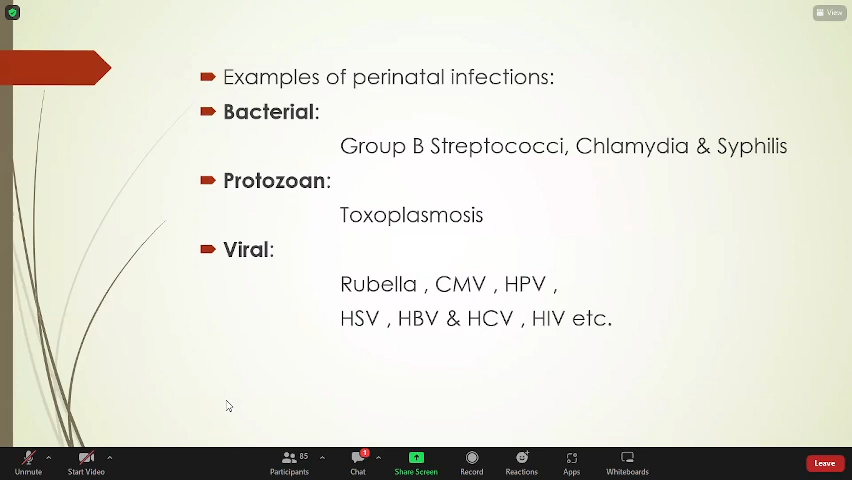 View
Examples of perinatal infections:
Bacterial:
Group B Streptococci, Chlamydia & Syphilis
Protozoan:
Toxoplasmosis
Viral:
Rubella , CMV , HPV ,
HSV , HBV & HCV , HIV etc.
85
1
Unmute
Start Video
Participants
Chat
Share Screen
Record
Reactions
Apps
Whiteboards
Leave